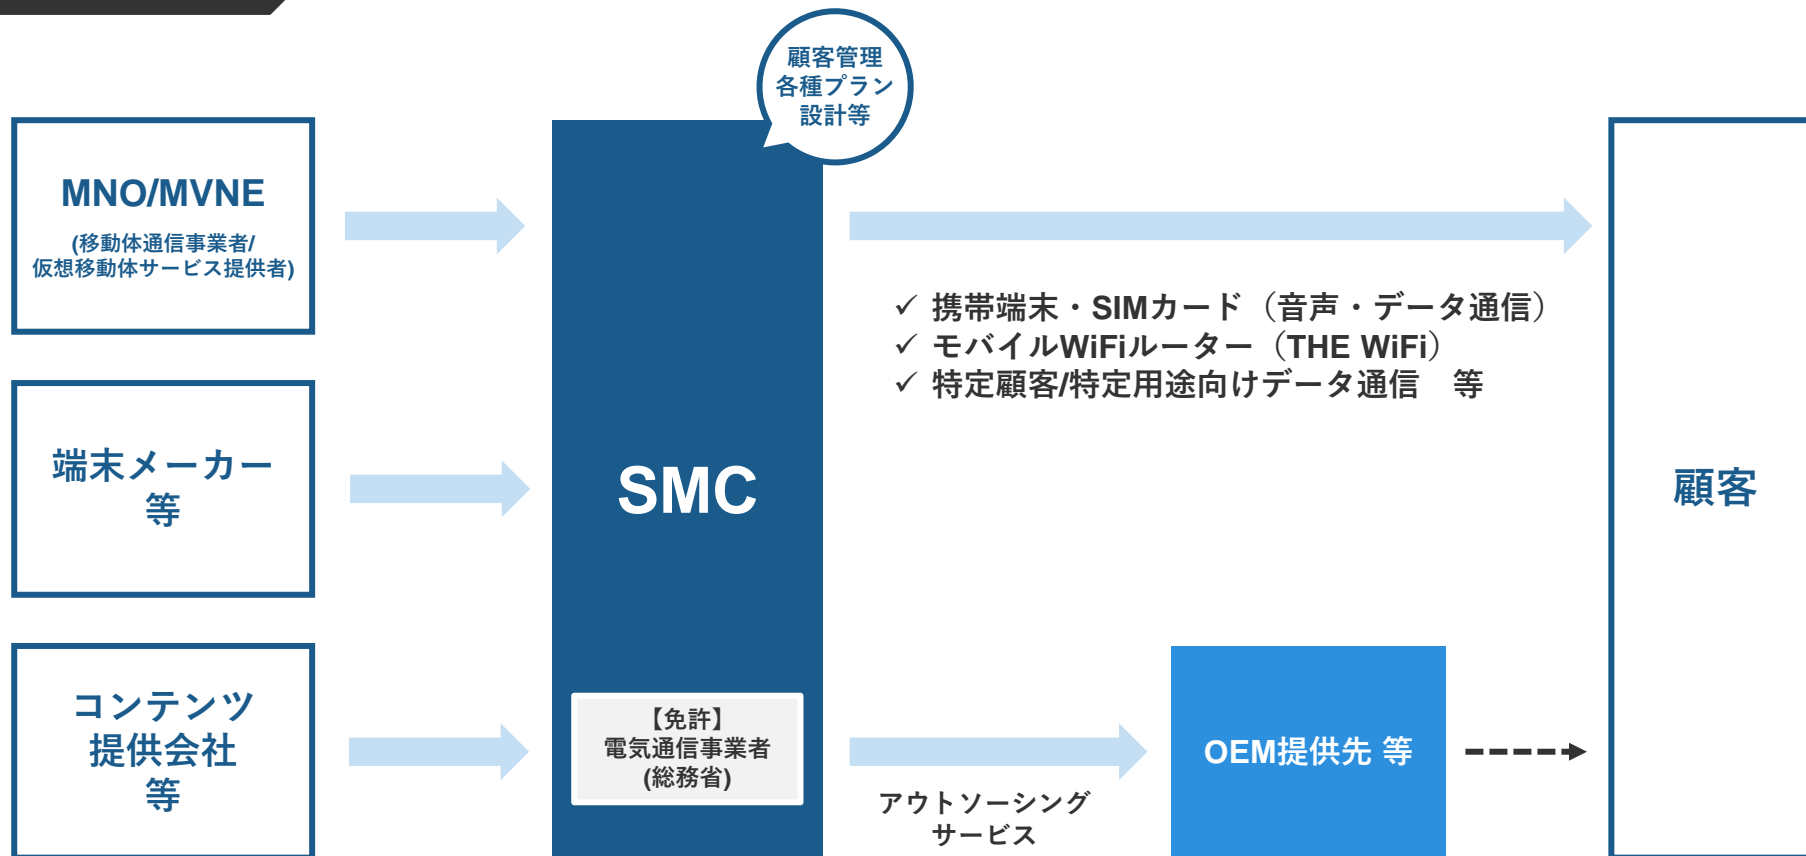 顧客管理
各種プラン
設計等
MNO/MVNE
(移動体通信事業者/
仮想移動体サービス提供者)
✓ 携帯端末・SIMカード（音声・データ通信）
✓ モバイルWiFiルーター（THE WiFi）
✓ 特定顧客/特定用途向けデータ通信　等
端末メーカー
等
SMC
顧客
コンテンツ
提供会社
等
【免許】
電気通信事業者
(総務省)
アウトソーシング
サービス
OEM提供先 等